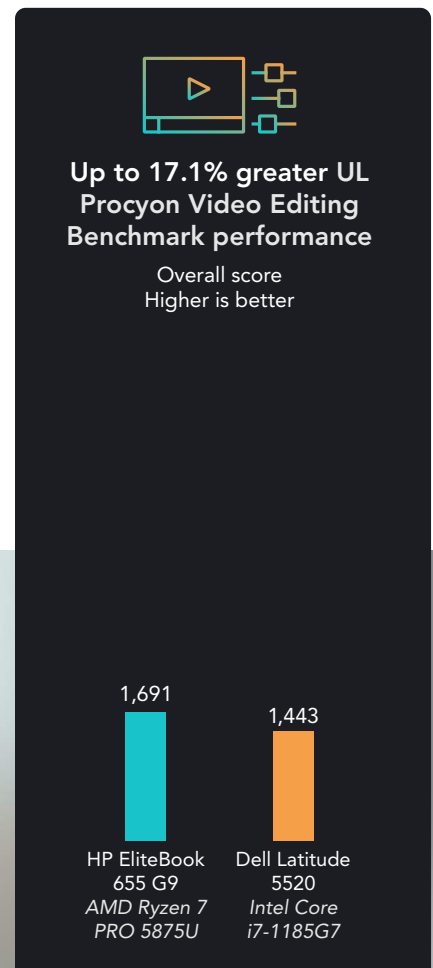 Up to 17.1% greater UL
Procyon Video Editing
Benchmark performance
Overall score
Higher is better
1,691
1,443
HP EliteBook
655 G9
AMD Ryzen 7
PRO 5875U
Dell Latitude
5520
Intel Core
i7-1185G7